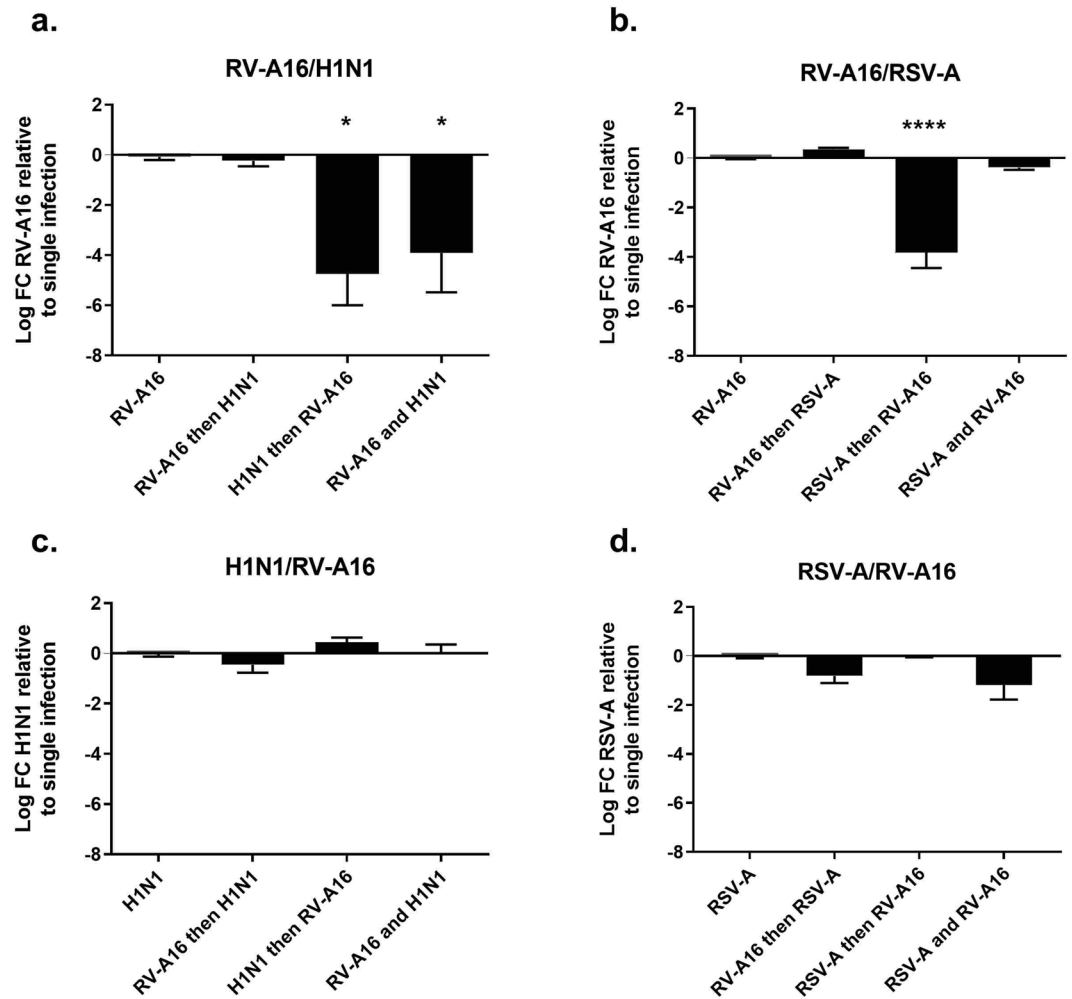 a.
RV-A16/H1N1
Log FC RV-A16 relative
to single infection
2
0
-2
-4
-6
-8
*
*
RV-A16
RV-A16 then H1N1
H1N1 then RV-A16
RV-A16 and H1N1
b.
RV-A16/RSV-A
Log FC RV-A16 relative
to single infection
2
0
-2
-4
-6
-8
****
RV-A16
RV-A16 then RSV-A
RSV-A then RV-A16
RSV-A and RV-A16
c.
H1N1/RV-A16
Log FC H1N1 relative
to single infection
2
0
-2
-4
-6
-8
H1N1
RV-A16 then H1N1
H1N1 then RV-A16
RV-A16 and H1N1
d.
RSV-A/RV-A16
Log FC RSV-A relative
to single infection
2
0
-2
-4
-6
-8
RSV-A
RV-A16 then RSV-A
RSV-A then RV-A16
RSV-A and RV-A16